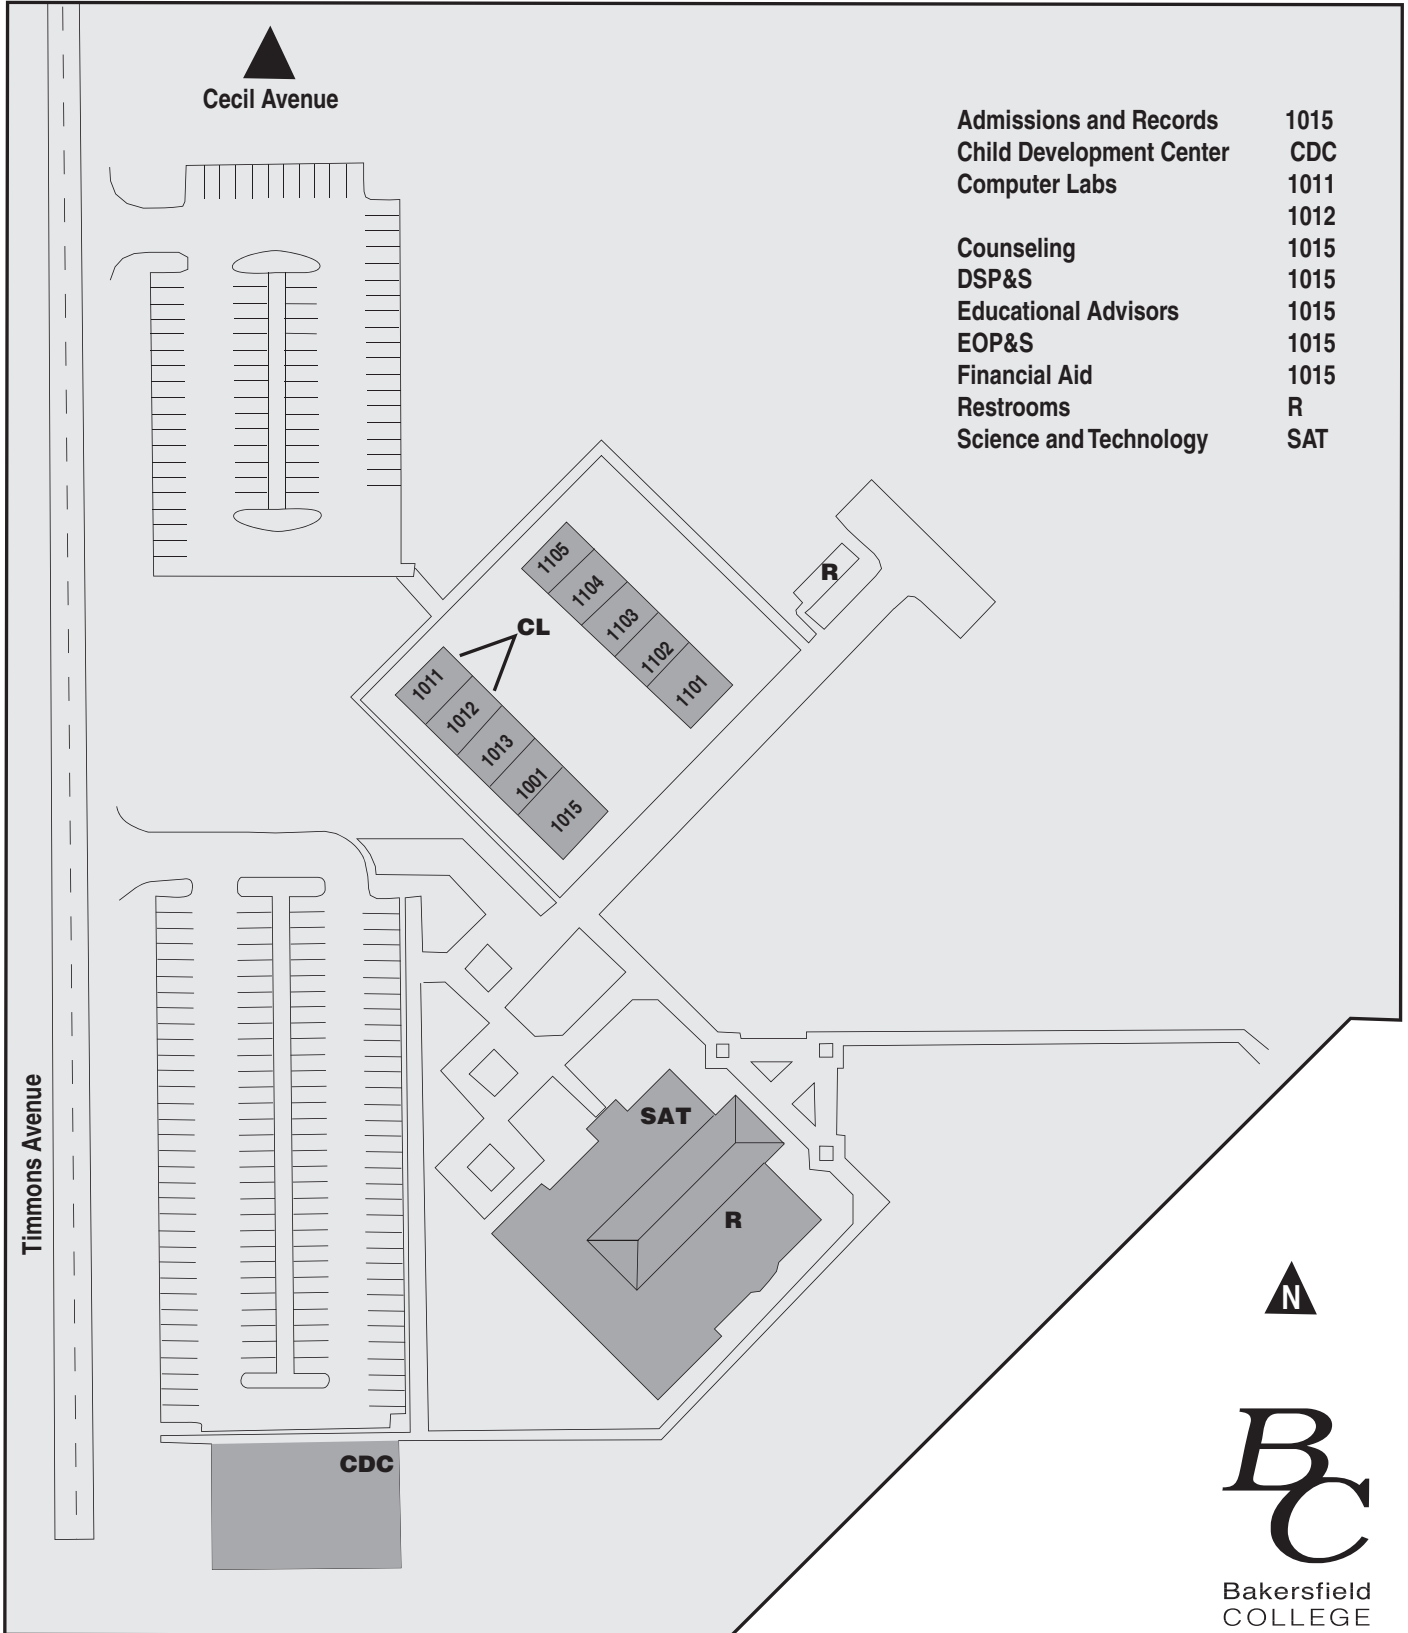 Cecil Avenue
Admissions and Records 1015
Child Development Center CDC
Computer Labs 1011
1012
Counseling 1015
DSP&S 1015
Educational Advisors 1015
EOP&S 1015
Financial Aid 1015
Restrooms R
Science and Technology SAT
1105
1104
1103
1102
1101
R
CL
1011
1012
1013
1001
1015
Timmons Avenue
SAT
R
CDC
N
BC
Bakersfield
COLLEGE